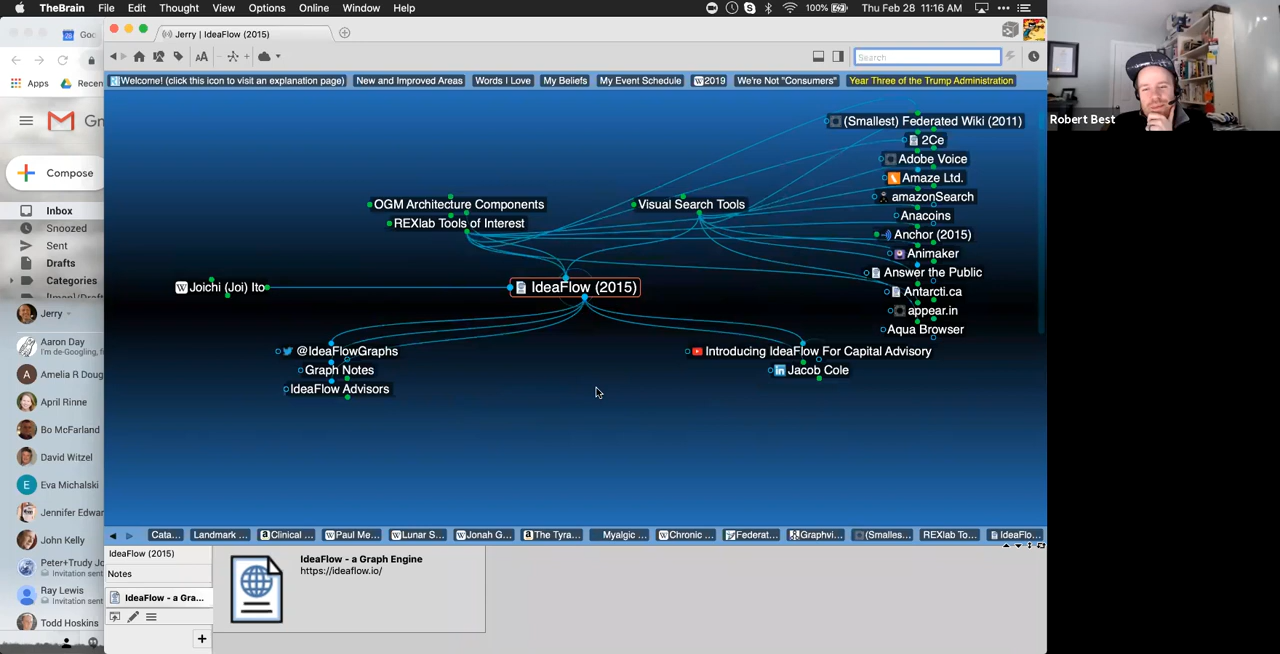 TheBrain File Edit Thought View Options Online Window Help 100% Thu Feb 28 11:16 AM
Jerry | IdeaFlow (2015)
AA
Search
Apps
Recen
Welcome! (click this icon to visit an explanation page) New and Improved Areas Words I Love My Beliefs My Event Schedule 2019 We're Not "Consumers" Year Three of the Trump Administration
Robert Best
Compose
Inbox
Snoozed
Sent
Drafts
Categories
Jerry
Aaron Day
I'm de-Googling,
Amelia R Doug
April Rinne
Bo McFarland
David Witzel
Eva Michalski
Jennifer Edwar
John Kelly
Peter+Trudy Jo
Invitation sent
Ray Lewis
Invitation sent
Todd Hoskins
(Smallest) Federated Wiki (2011)
2Ce
Adobe Voice
Amaze Ltd.
amazonSearch
Anacoins
Anchor (2015)
Animaker
Answer the Public
Antarcti.ca
appear.in
Aqua Browser
OGM Architecture Components
REXlab Tools of Interest
Visual Search Tools
Joichi (Joi) Ito
IdeaFlow (2015)
@IdeaFlowGraphs
Graph Notes
IdeaFlow Advisors
Introducing IdeaFlow For Capital Advisory
Jacob Cole
Cata... Landmark ... Clinical ... Paul Me... Lunar S... Jonah G... The Tyra... Myalgic ... Chronic ... Federat... Graphvi... (Smalles... REXlab To... IdeaFlo...
IdeaFlow (2015)
Notes
IdeaFlow - a Gra...
IdeaFlow - a Graph Engine
https://ideaflow.io/